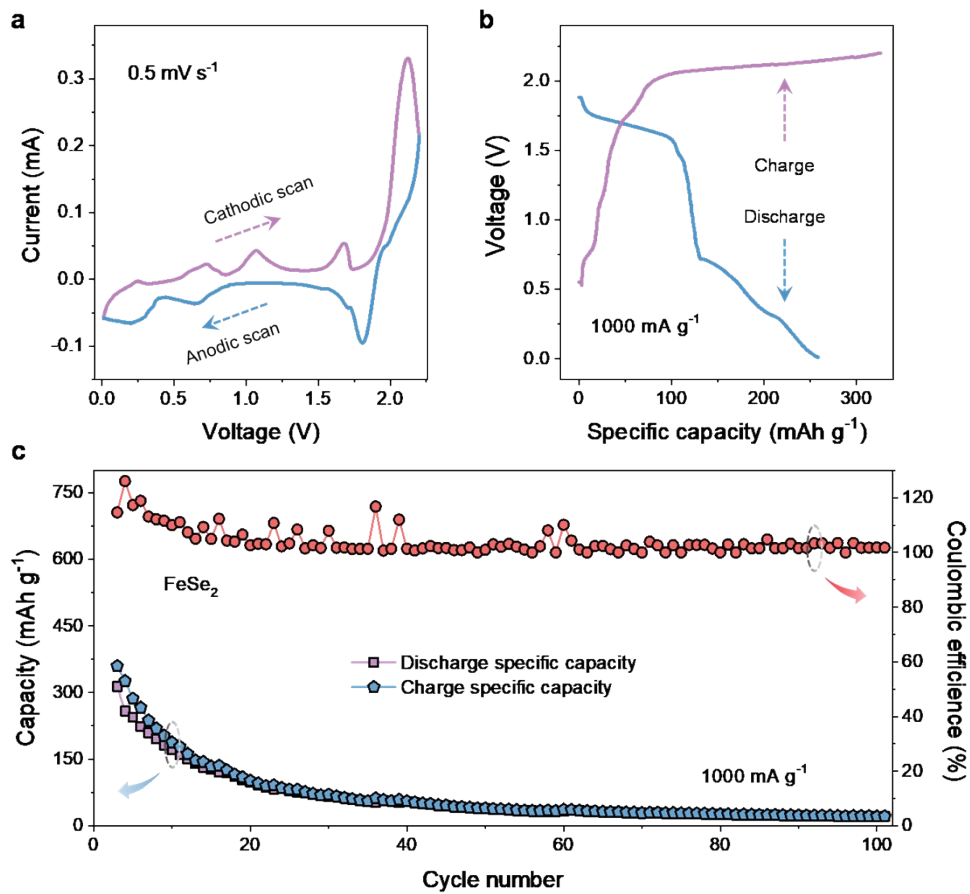 a
0.5 mV s⁻¹
Cathodic scan
Anodic scan
Current (mA)
0.3
0.2
0.1
0.0
-0.1
0.0 0.5 1.0 1.5 2.0
Voltage (V)
b
Charge
Discharge
1000 mA g⁻¹
Voltage (V)
2.0
1.5
1.0
0.5
0.0
0 100 200 300
Specific capacity (mAh g⁻¹)
c
FeSe₂
Discharge specific capacity
Charge specific capacity
1000 mA g⁻¹
Capacity (mAh g⁻¹)
750
600
450
300
150
0
120
100
80
60
40
20
0
Coulombic efficience (%)
0 20 40 60 80 100
Cycle number